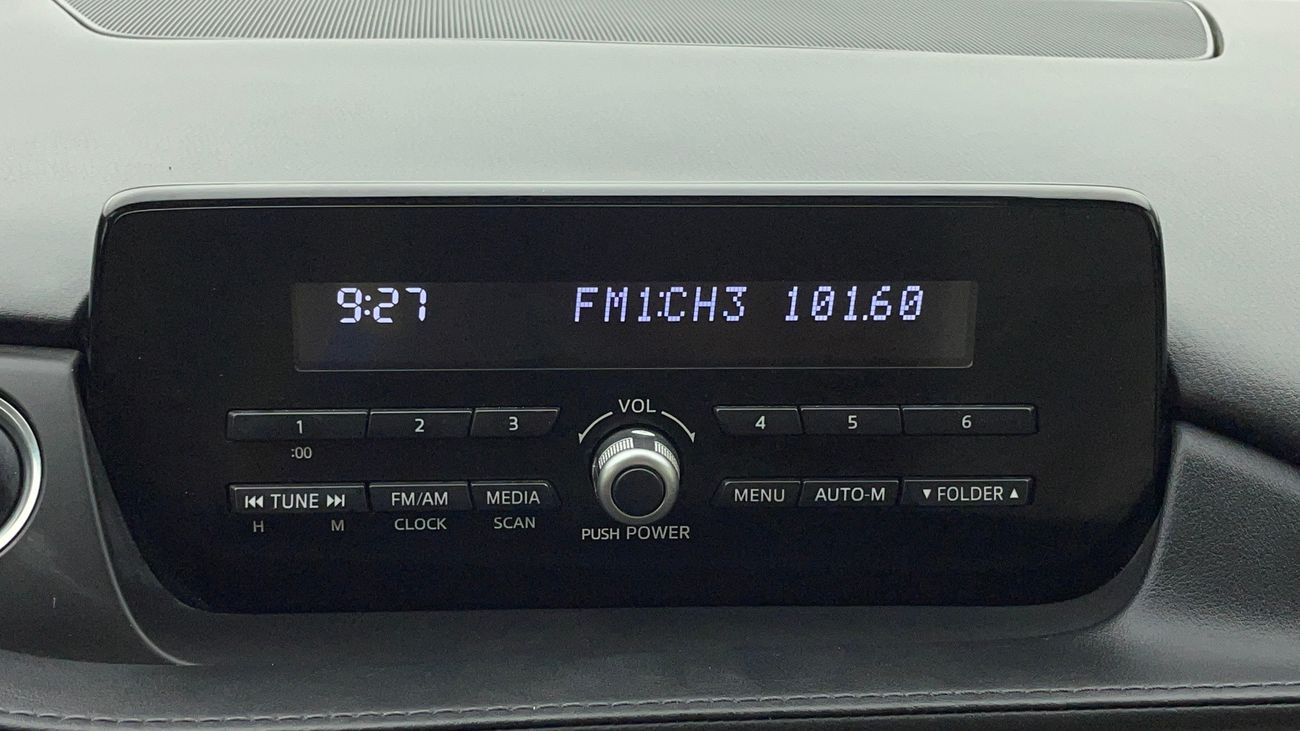 9:27 FM1:CH3 101.60
VOL
1 2 3 4 5 6
:00
⏮ TUNE ⏭ FM/AM MEDIA MENU AUTO-M ▼ FOLDER ▲
H M CLOCK SCAN PUSH POWER